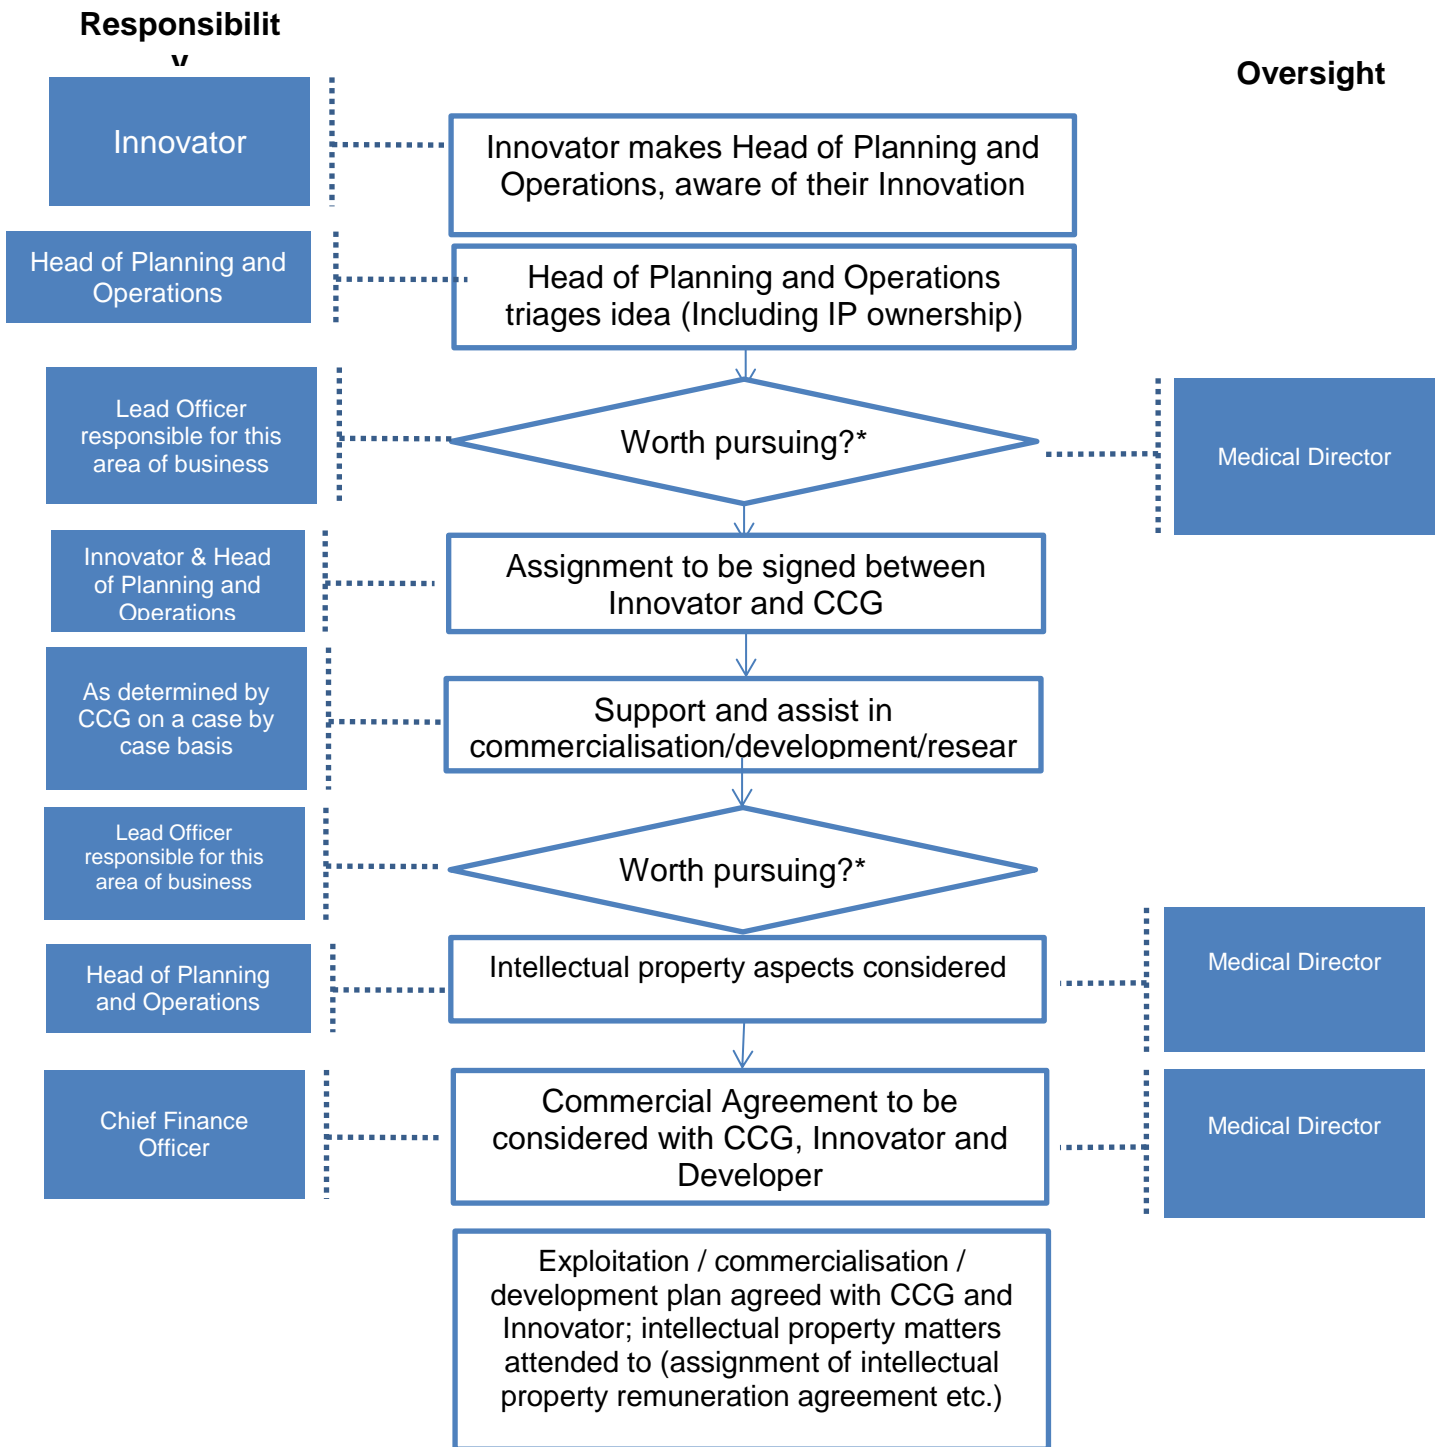 Responsibilit
y
Oversight
Innovator
Innovator makes Head of Planning and
Operations, aware of their Innovation
Head of Planning and
Operations
Head of Planning and Operations
triages idea (Including IP ownership)
Lead Officer
responsible for this
area of business
Worth pursuing?*
Medical Director
Innovator & Head
of Planning and
Operations
Assignment to be signed between
Innovator and CCG
As determined by
CCG on a case by
case basis
Support and assist in
commercialisation/development/resear
Lead Officer
responsible for this
area of business
Worth pursuing?*
Head of Planning
and Operations
Intellectual property aspects considered
Medical Director
Chief Finance
Officer
Commercial Agreement to be
considered with CCG, Innovator and
Developer
Medical Director
Exploitation / commercialisation /
development plan agreed with CCG and
Innovator; intellectual property matters
attended to (assignment of intellectual
property remuneration agreement etc.)